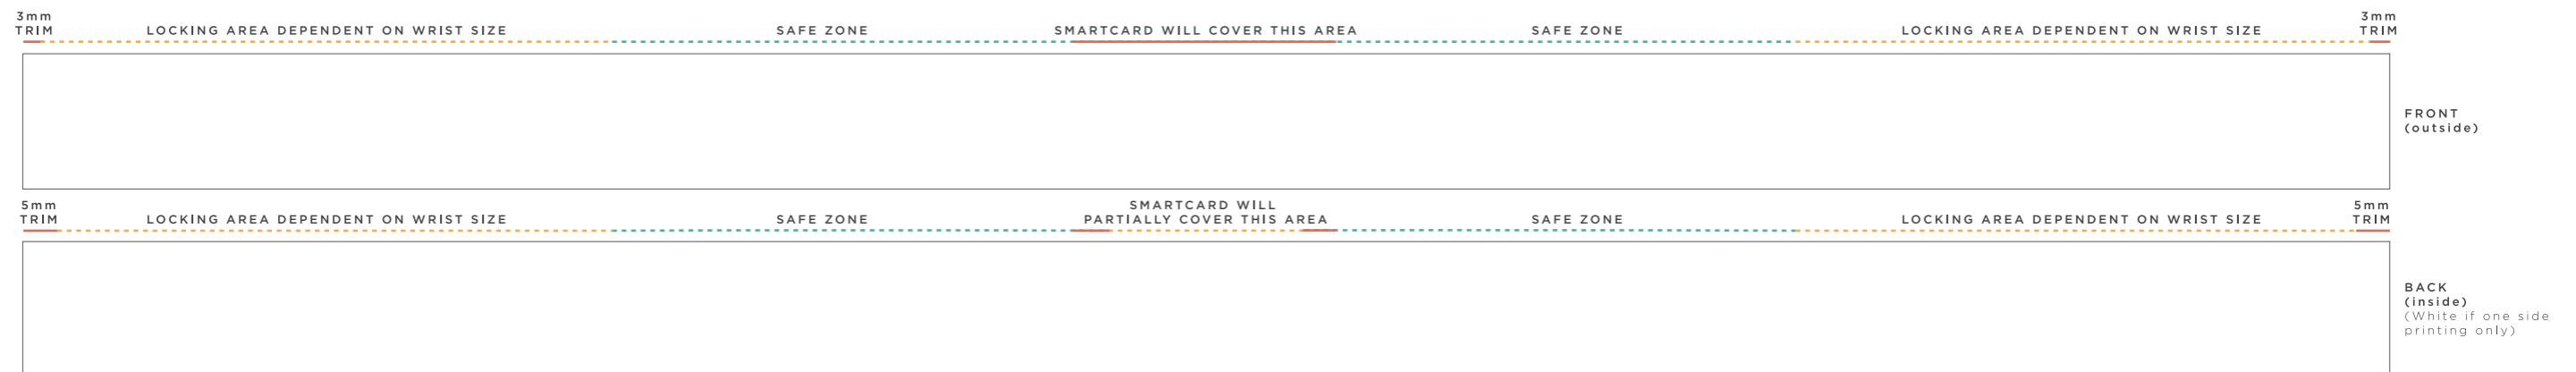 3mm
TRIM
LOCKING AREA DEPENDENT ON WRIST SIZE
SAFE ZONE
SMARTCARD WILL COVER THIS AREA
SAFE ZONE
LOCKING AREA DEPENDENT ON WRIST SIZE
3mm
TRIM
FRONT
(outside)
5mm
TRIM
LOCKING AREA DEPENDENT ON WRIST SIZE
SAFE ZONE
SMARTCARD WILL
PARTIALLY COVER THIS AREA
SAFE ZONE
LOCKING AREA DEPENDENT ON WRIST SIZE
5mm
TRIM
BACK
(inside)
(White if one side
printing only)